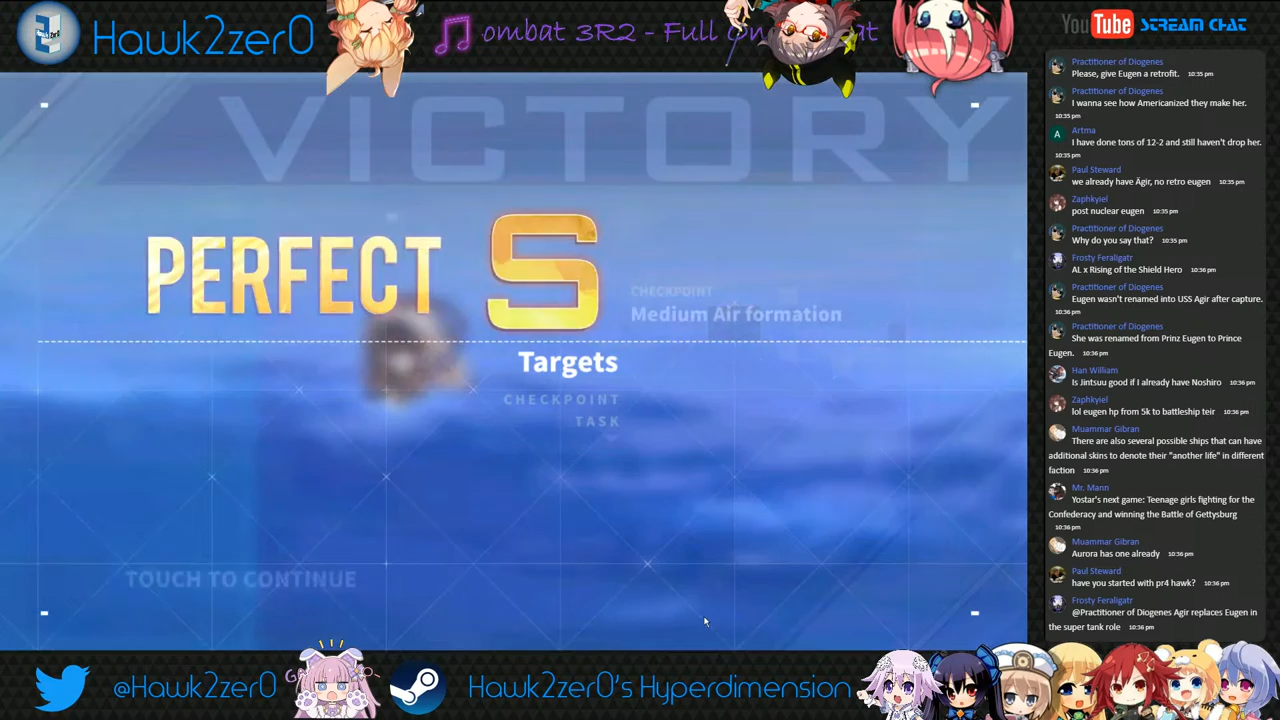 Hawk2zer0
ombat 3R2 - Full on
at
YouTube STREAM CHAT
VICTORY
PERFECT S
CHECKPOINT
Medium Air formation
Targets
CHECKPOINT
TASK
TOUCH TO CONTINUE
Practitioner of Diogenes
Please, give Eugen a retrofit. 10:35 pm
Practitioner of Diogenes
I wanna see how Americanized they make her.
10:35 pm
A Artma
I have done tons of 12-2 and still haven't drop her.
10:35 pm
Paul Steward
we already have Ägir, no retro eugen 10:35 pm
Zaphkyiel
post nuclear eugen 10:35 pm
Practitioner of Diogenes
Why do you say that? 10:35 pm
Frosty Feraligatr
AL x Rising of the Shield Hero 10:36 pm
Practitioner of Diogenes
Eugen wasn't renamed into USS Agir after capture.
10:36 pm
Practitioner of Diogenes
She was renamed from Prinz Eugen to Prince
Eugen. 10:36 pm
Han William
Is Jintsuu good if I already have Noshiro 10:36 pm
Zaphkyiel
lol eugen hp from 5k to battleship teir 10:36 pm
Muammar Gibran
There are also several possible ships that can have
additional skins to denote their "another life" in different
faction 10:36 pm
Mr. Mann
Yostar's next game: Teenage girls fighting for the
Confederacy and winning the Battle of Gettysburg
10:36 pm
Muammar Gibran
Aurora has one already 10:36 pm
Paul Steward
have you started with pr4 hawk? 10:36 pm
Frosty Feraligatr
@Practitioner of Diogenes Agir replaces Eugen in
the super tank role 10:36 pm
@Hawk2zer0
Hawk2zer0's Hyperdimension